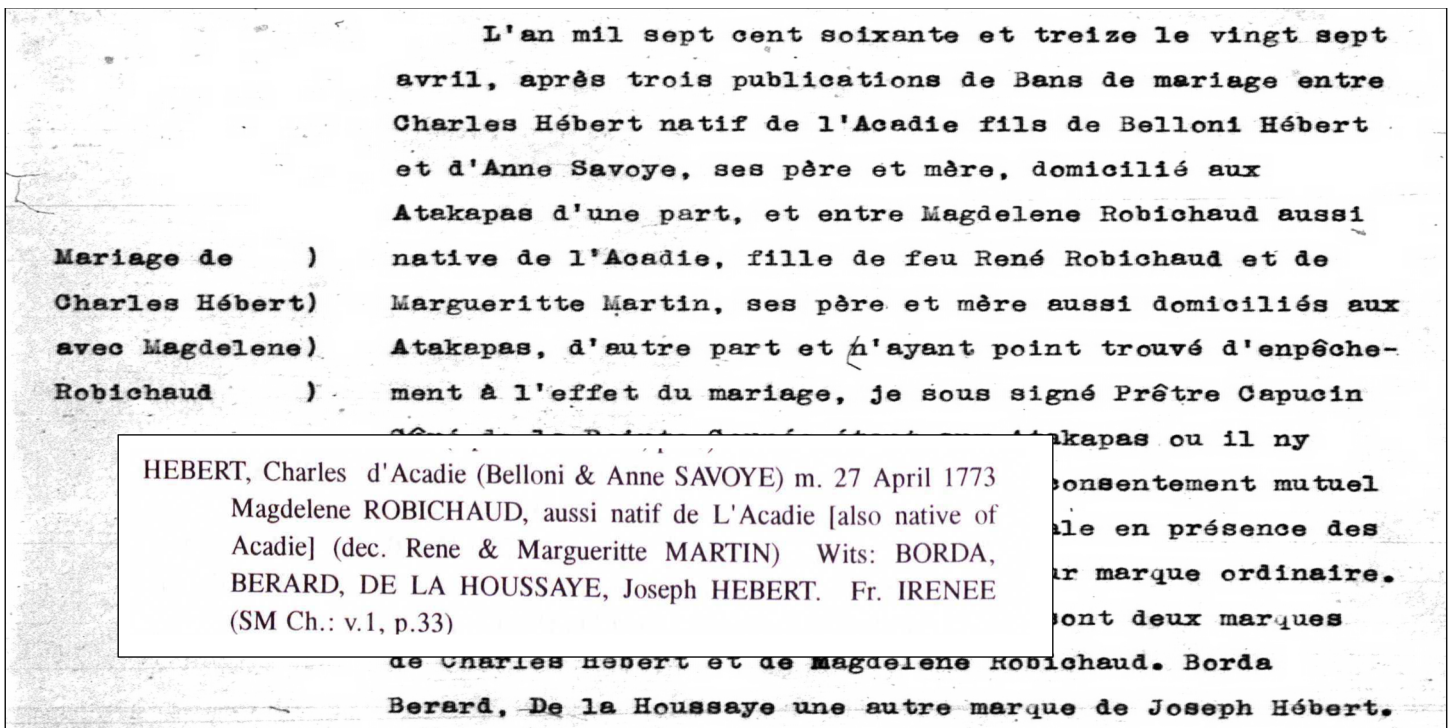 L'an mil sept cent soixante et treize le vingt sept
avril, après trois publications de Bans de mariage entre
Charles Hébert natif de l'Acadie fils de Belloni Hébert
et d'Anne Savoye, ses père et mère, domicilié aux
Atakapas d'une part, et entre Magdelene Robichaud aussi
native de l'Acadie, fille de feu René Robichaud et de
Margueritte Martin, ses père et mère aussi domiciliés aux
Atakapas, d'autre part et n'ayant point trouvé d'enpêche-
ment à l'effet du mariage, je sous signé Prêtre Capucin
Mariage de )
Charles Hébert)
avec Magdelene)
Robichaud )
ou il ny
mutuel
en présence des
marque ordinaire.
sont deux marques
de Charles Hébert et de Magdelene Robichaud. Borda
Berard, De la Houssaye une autre marque de Joseph Hébert.
HEBERT, Charles d'Acadie (Belloni & Anne SAVOYE) m. 27 April 1773
Magdelene ROBICHAUD, aussi natif de L'Acadie [also native of
Acadie] (dec. Rene & Margueritte MARTIN) Wits: BORDA,
BERARD, DE LA HOUSSAYE, Joseph HEBERT. Fr. IRENEE
(SM Ch.: v.1, p.33)